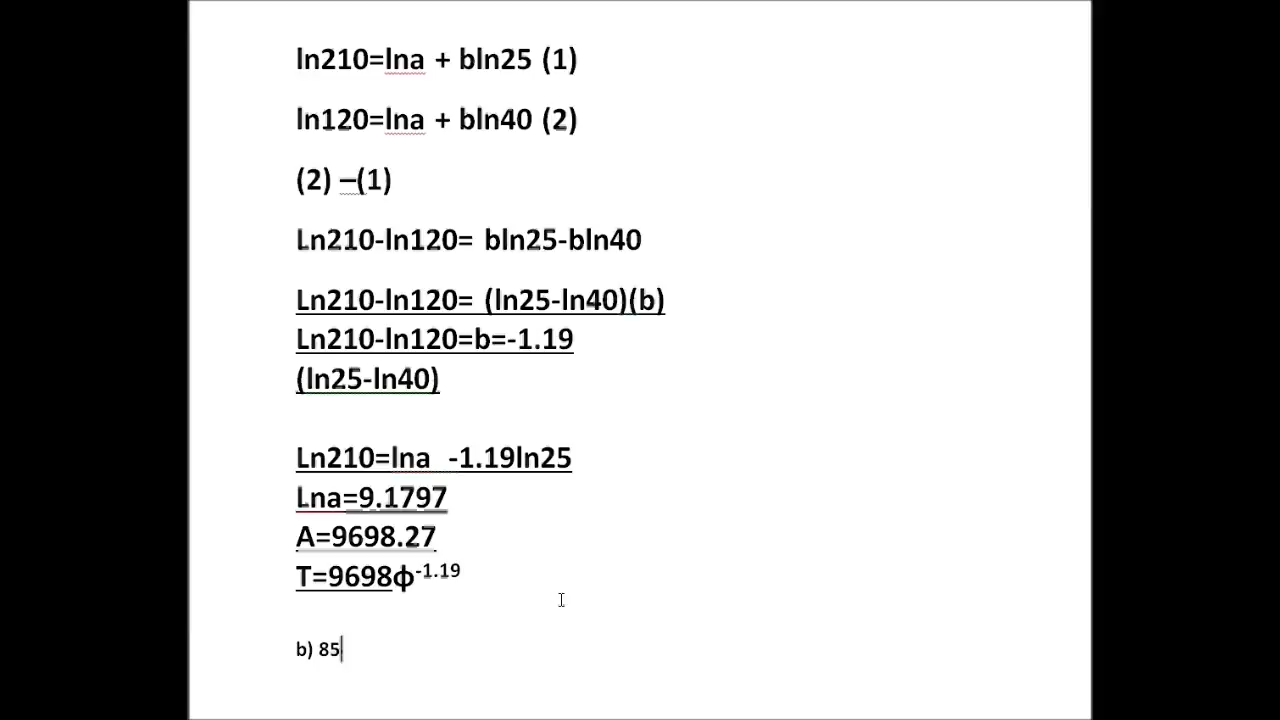 ln210=lna + bln25 (1)
ln120=lna + bln40 (2)
(2) –(1)
Ln210-ln120= bln25-bln40
Ln210-ln120= (ln25-ln40)(b)
Ln210-ln120=b=-1.19
(ln25-ln40)
Ln210=lna -1.19ln25
Lna=9.1797
A=9698.27
T=9698ϕ⁻¹·¹⁹
b) 85